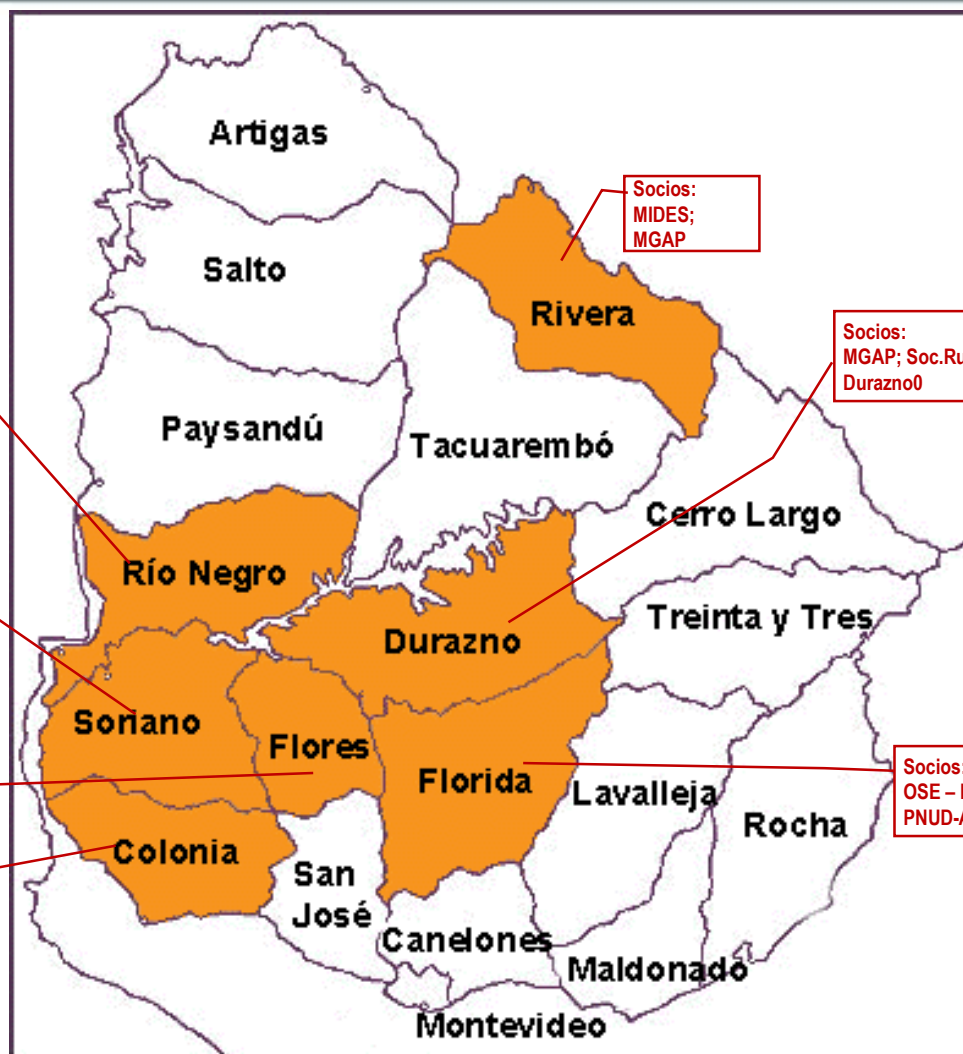 Artigas
Socios:
MIDES;
MGAP
Salto
Rivera
Socios:
MGAP; Soc.Ru
Durazno0
Paysandú
Tacuarembó
Cerro Largo
Río Negro
Treinta y Tres
Durazno
Soriano
Flores
Florida
Socios:
OSE –
PNUD-A
Lavalleja
Rocha
Colonia
San
José
Canelones
Maldonado
Montevideo